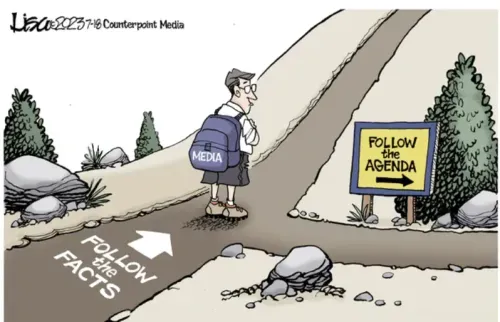 Lisa ©2023 7-18 Counterpoint Media
MEDIA
FOLLOW
the
AGENDA
FOLLOW
the
FACTS